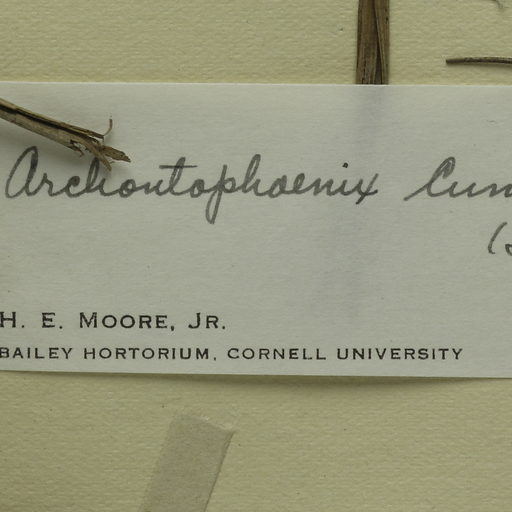 Archontophoenix Cun
(
H. E. MOORE, JR.
BAILEY HORTORIUM, CORNELL UNIVERSITY